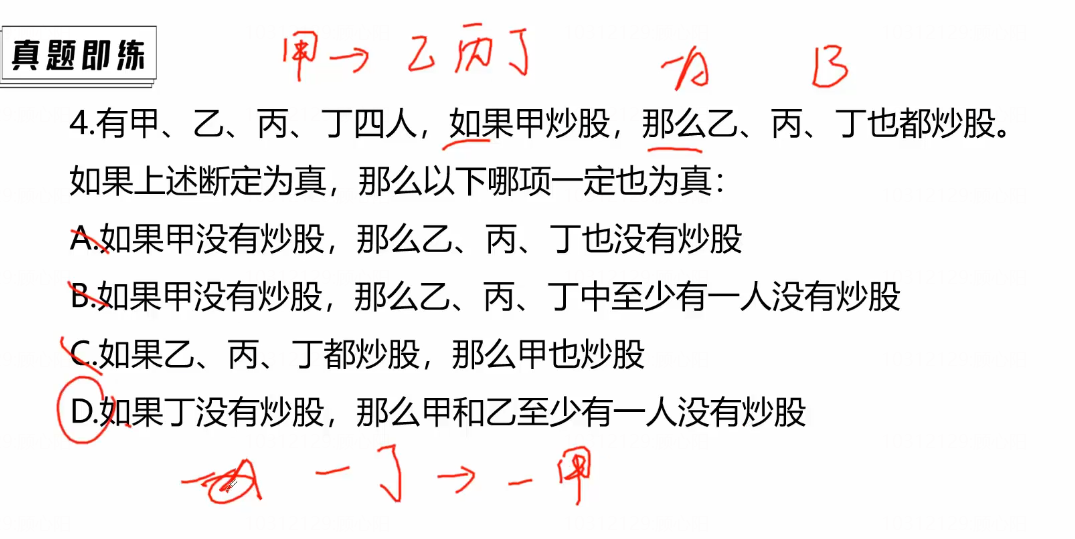 真题即练
甲→乙丙丁 -A B
4.有甲、乙、丙、丁四人，如果甲炒股，那么乙、丙、丁也都炒股。
如果上述断定为真，那么以下哪项一定也为真：
A.如果甲没有炒股，那么乙、丙、丁也没有炒股
B.如果甲没有炒股，那么乙、丙、丁中至少有一人没有炒股
C.如果乙、丙、丁都炒股，那么甲也炒股
D.如果丁没有炒股，那么甲和乙至少有一人没有炒股
-丁→-甲